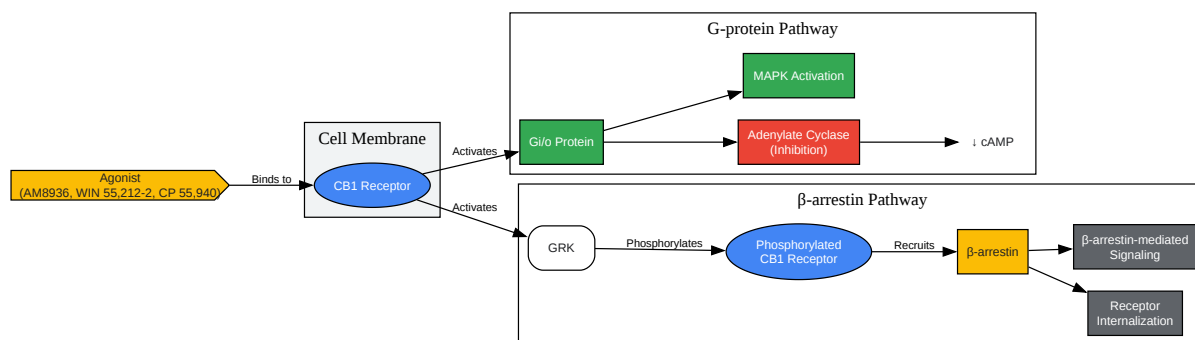 G-protein Pathway
MAPK Activation
Cell Membrane
Activates
Gi/o Protein
Adenylate Cyclase
(Inhibition)
↓ cAMP
Agonist
(AM8936, WIN 55,212-2, CP 55,940)
Binds to
CB1 Receptor
Activates
β-arrestin Pathway
GRK
Phosphorylates
Phosphorylated
CB1 Receptor
Recruits
β-arrestin
β-arrestin-mediated
Signaling
Receptor
Internalization